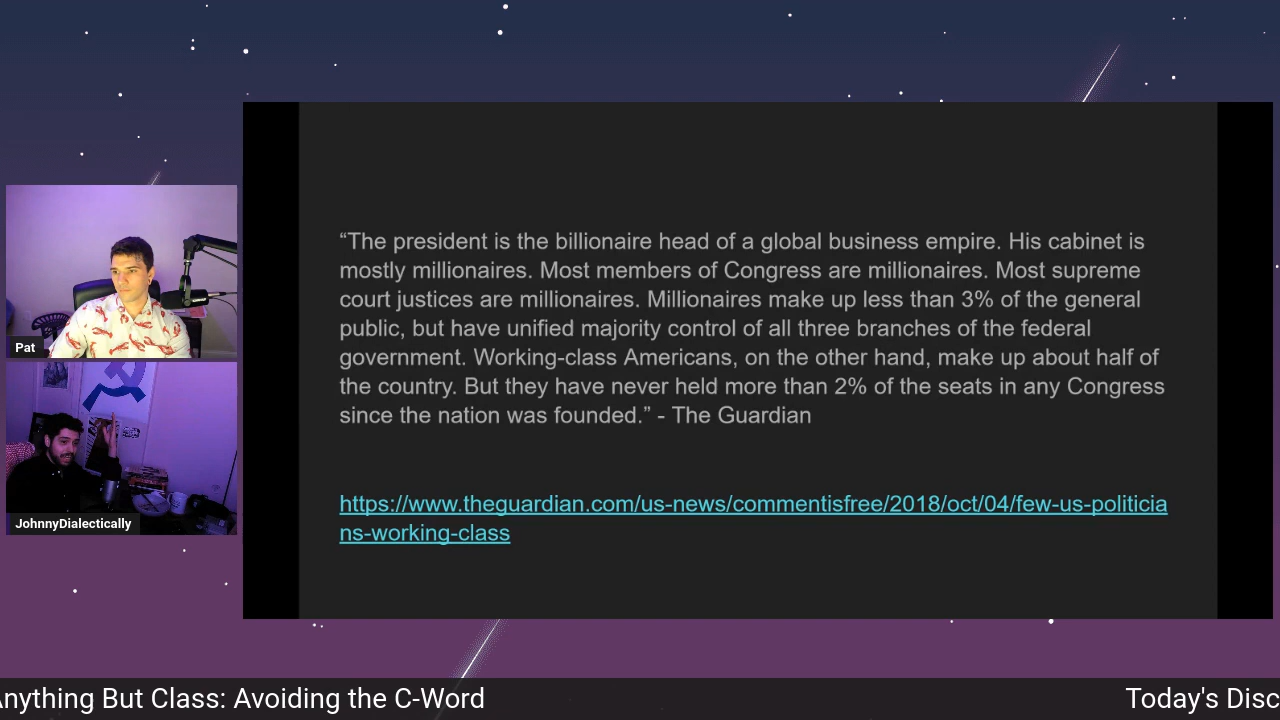 “The president is the billionaire head of a global business empire. His cabinet is
mostly millionaires. Most members of Congress are millionaires. Most supreme
court justices are millionaires. Millionaires make up less than 3% of the general
public, but have unified majority control of all three branches of the federal
government. Working-class Americans, on the other hand, make up about half of
the country. But they have never held more than 2% of the seats in any Congress
since the nation was founded.” - The Guardian
https://www.theguardian.com/us-news/commentisfree/2018/oct/04/few-us-politicia
ns-working-class
Pat
JohnnyDialectically
Anything But Class: Avoiding the C-Word
Today's Disc